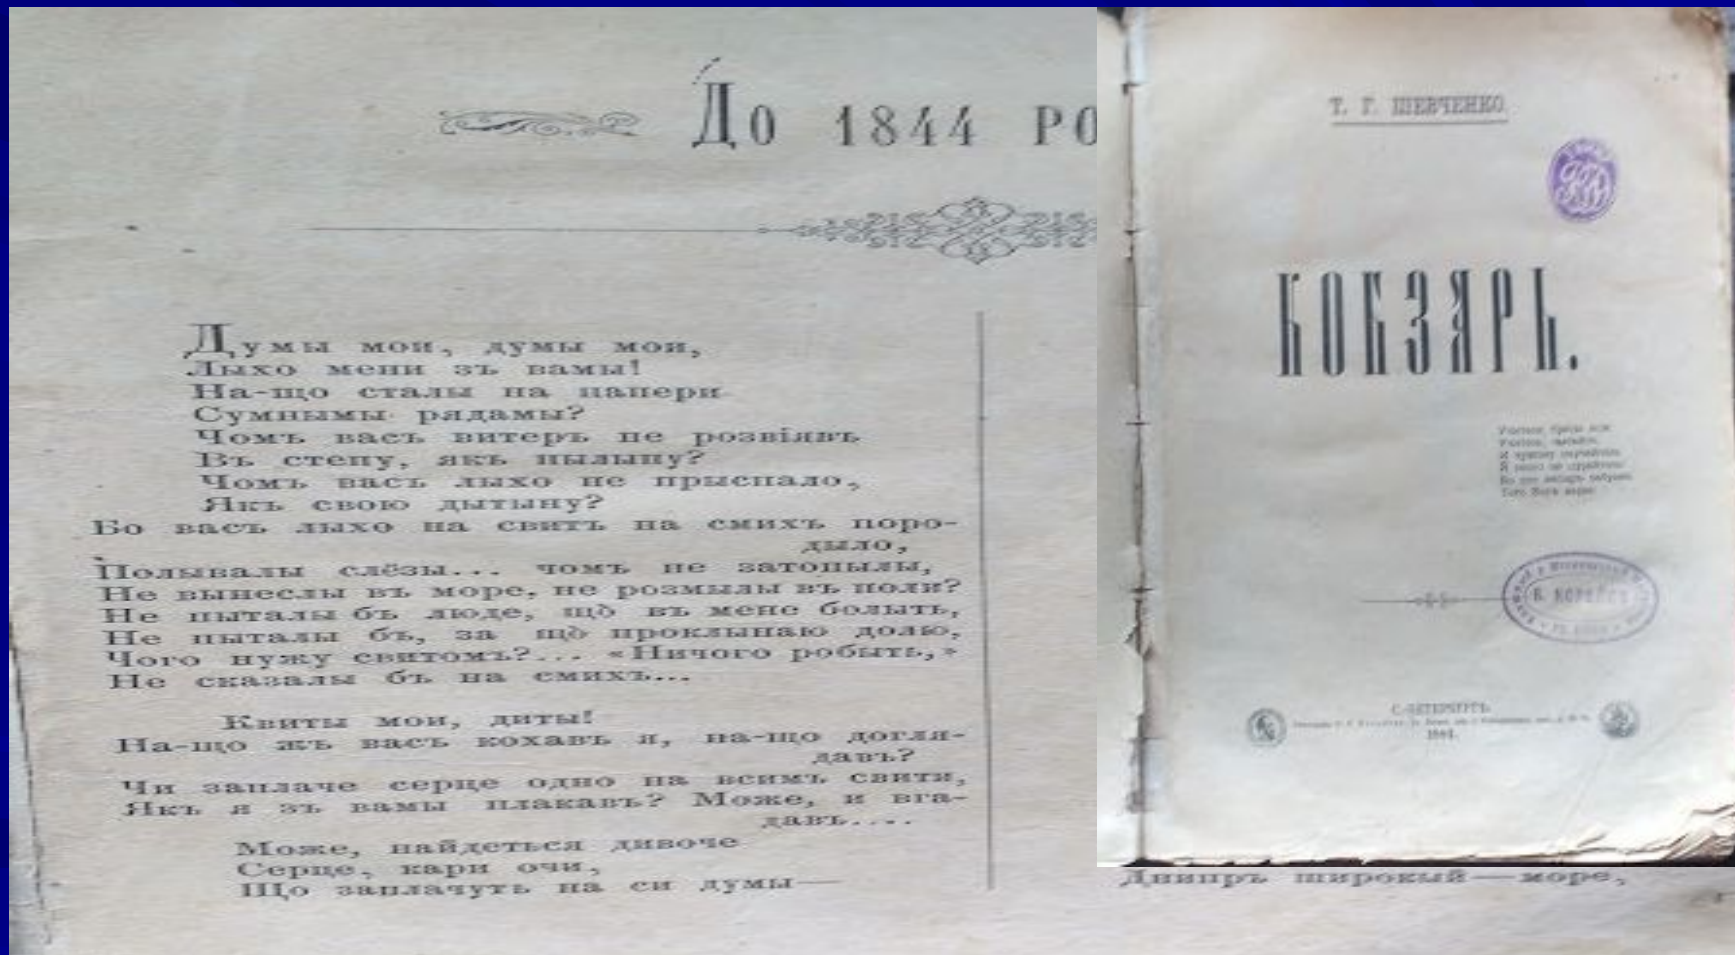 До 1844 РО
Думы мои, думы мои,
Лыхо мени зъ вамы!
На-що сталы на папери
Сумнымы рядамы?
Чомъ васъ витеръ не розвіявъ
Въ степу, якъ пылыну?
Чомъ васъ лыхо не прыспало,
Якъ свою дытыну?
Бо васъ лыхо на свитъ на смихъ поро-
дыло,
Полывалы слёзы... чомъ не затопылы,
Не вынеслы въ море, не розмылы въ поли?
Не пыталы бъ люде, що̀ въ мене болыть,
Не пыталы бъ, за що̀ проклынаю долю,
Чого нужу свитомъ?... «Ничого робыть,»
Не сказалы бъ на смихъ...
Квиты мои, диты!
На-що жъ васъ кохавъ я, на-що догля-
давъ?
Чи заплаче серце одно на всимъ свити,
Якъ я зъ вамы плакавъ? Може, и вга-
давъ....
Може, найдеться дивоче
Серце, кари очи,
Що заплачуть на си думы—
Днипръ широкый—море,
Т. Г. ШЕВЧЕНКО.
КОБЗАРЬ.
С.-ПЕТЕРБУРГЪ